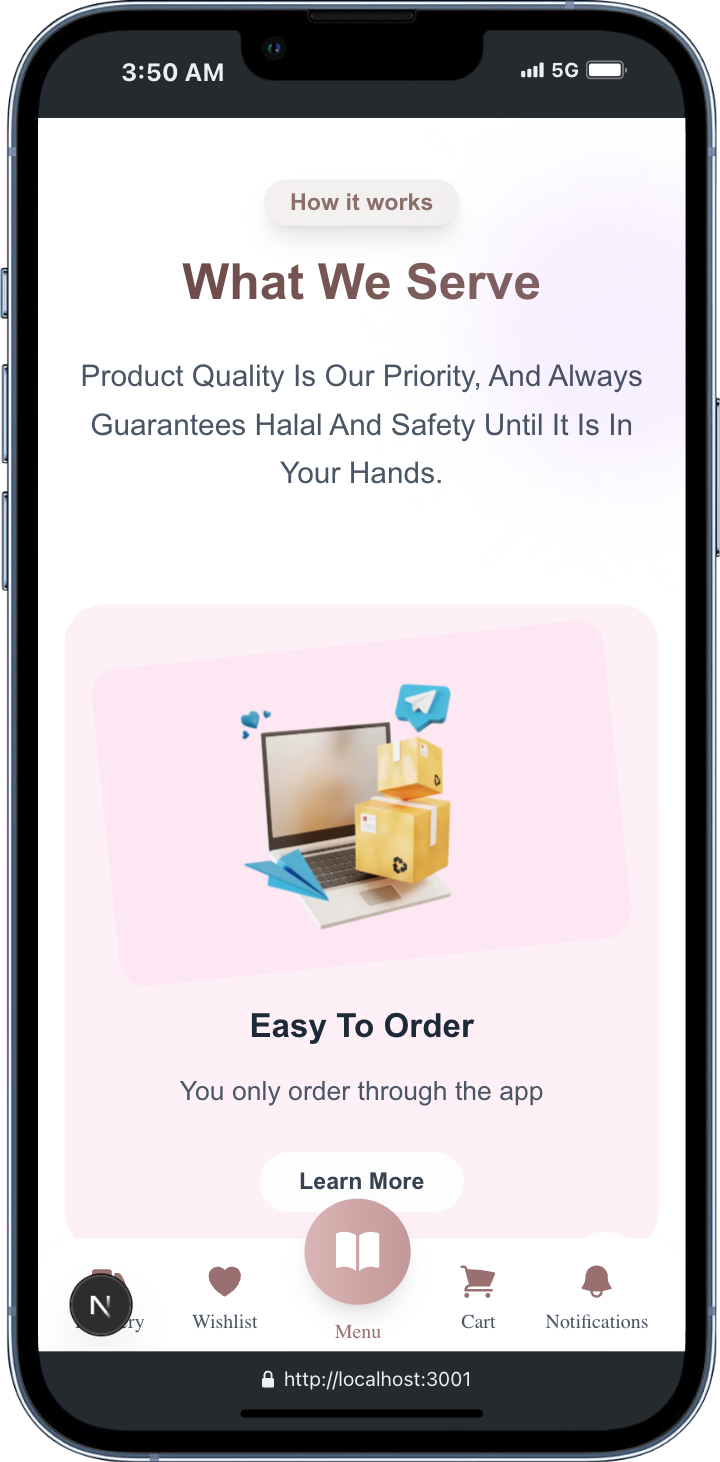 3:50 AM
5G
How it works
What We Serve
Product Quality Is Our Priority, And Always
Guarantees Halal And Safety Until It Is In
Your Hands.
Easy To Order
You only order through the app
Learn More
N
Wishlist
Menu
Cart
Notifications
http://localhost:3001